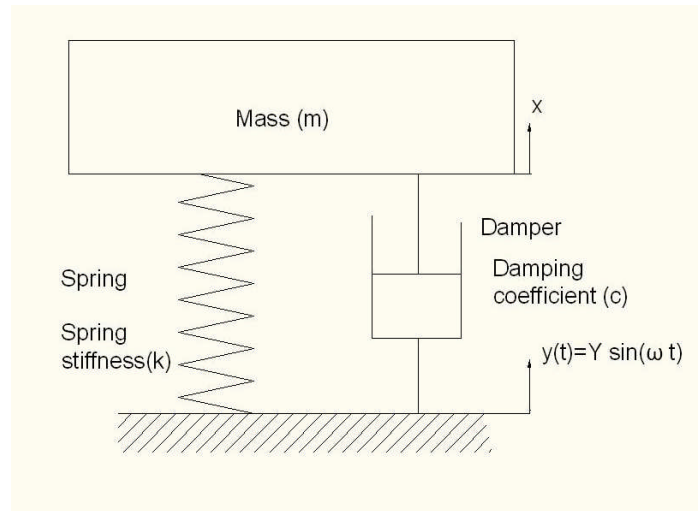 Mass (m)
x
Damper
Damping
coefficient (c)
Spring
Spring
stiffness(k)
y(t)=Y sin(ω t)